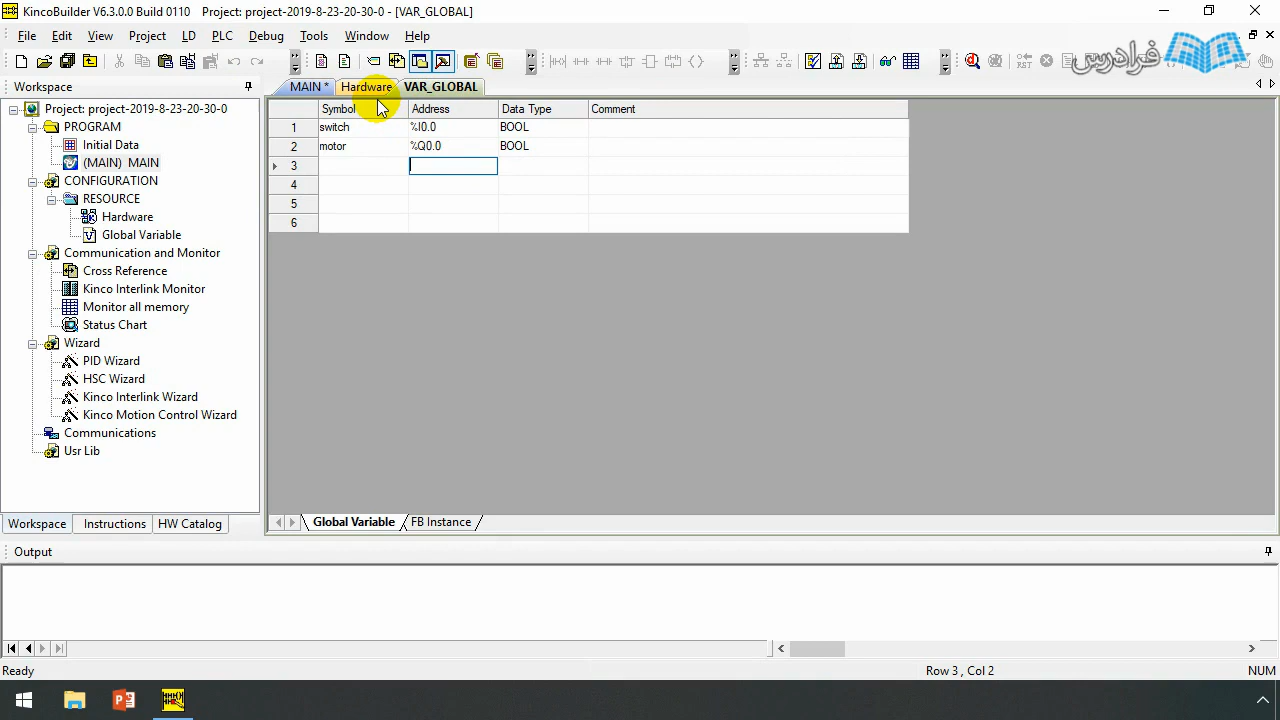 KincoBuilder V6.3.0.0 Build 0110 Project: project-2019-8-23-20-30-0 - [VAR_GLOBAL]
File Edit View Project LD PLC Debug Tools Window Help
فرادرس
Workspace
MAIN * Hardware VAR_GLOBAL
Project: project-2019-8-23-20-30-0
PROGRAM
Initial Data
(MAIN) MAIN
CONFIGURATION
RESOURCE
Hardware
Global Variable
Communication and Monitor
Cross Reference
Kinco Interlink Monitor
Monitor all memory
Status Chart
Wizard
PID Wizard
HSC Wizard
Kinco Interlink Wizard
Kinco Motion Control Wizard
Communications
Usr Lib
Symbol Address Data Type Comment
1 switch %I0.0 BOOL
2 motor %Q0.0 BOOL
3
4
5
6
Workspace Instructions HW Catalog
Global Variable FB Instance
Output
Ready Row 3 , Col 2 NUM